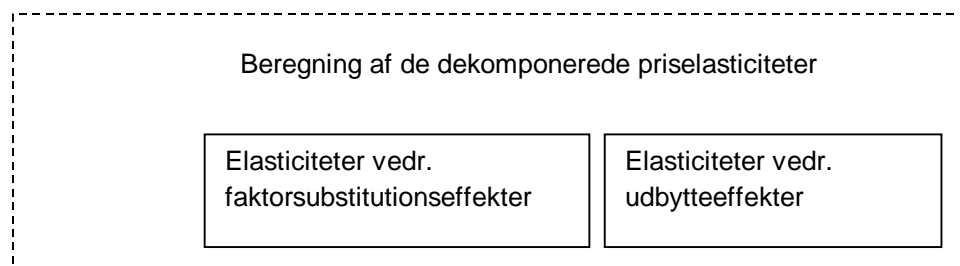 Beregning af de dekomponerede priselasticiteter
Elasticiteter vedr.
faktorsubstitutionseffekter
Elasticiteter vedr.
udbytteeffekter